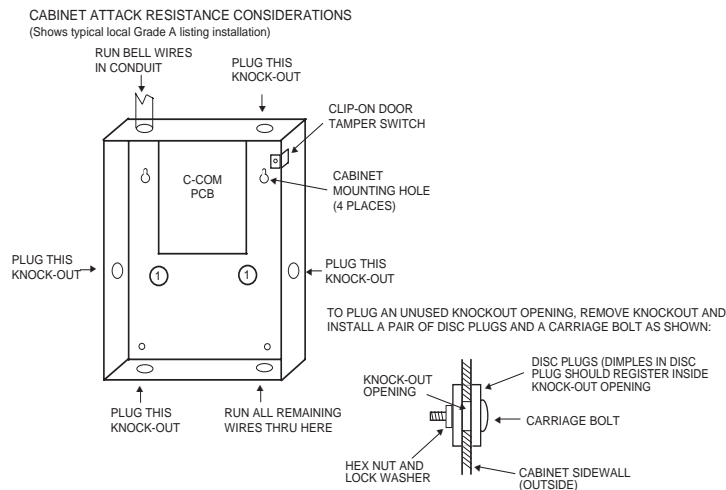 CABINET ATTACK RESISTANCE CONSIDERATIONS
(Shows typical local Grade A listing installation)
RUN BELL WIRES
IN CONDUIT
PLUG THIS
KNOCK-OUT
CLIP-ON DOOR
TAMPER SWITCH
C-COM
PCB
CABINET
MOUNTING HOLE
(4 PLACES)
PLUG THIS
KNOCK-OUT
1
1
PLUG THIS
KNOCK-OUT
PLUG THIS
KNOCK-OUT
RUN ALL REMAINING
WIRES THRU HERE
TO PLUG AN UNUSED KNOCKOUT OPENING, REMOVE KNOCKOUT AND
INSTALL A PAIR OF DISC PLUGS AND A CARRIAGE BOLT AS SHOWN:
KNOCK-OUT
OPENING
DISC PLUGS (DIMPLES IN DISC
PLUG SHOULD REGISTER INSIDE
KNOCK-OUT OPENING
CARRIAGE BOLT
HEX NUT AND
LOCK WASHER
CABINET SIDEWALL
(OUTSIDE)